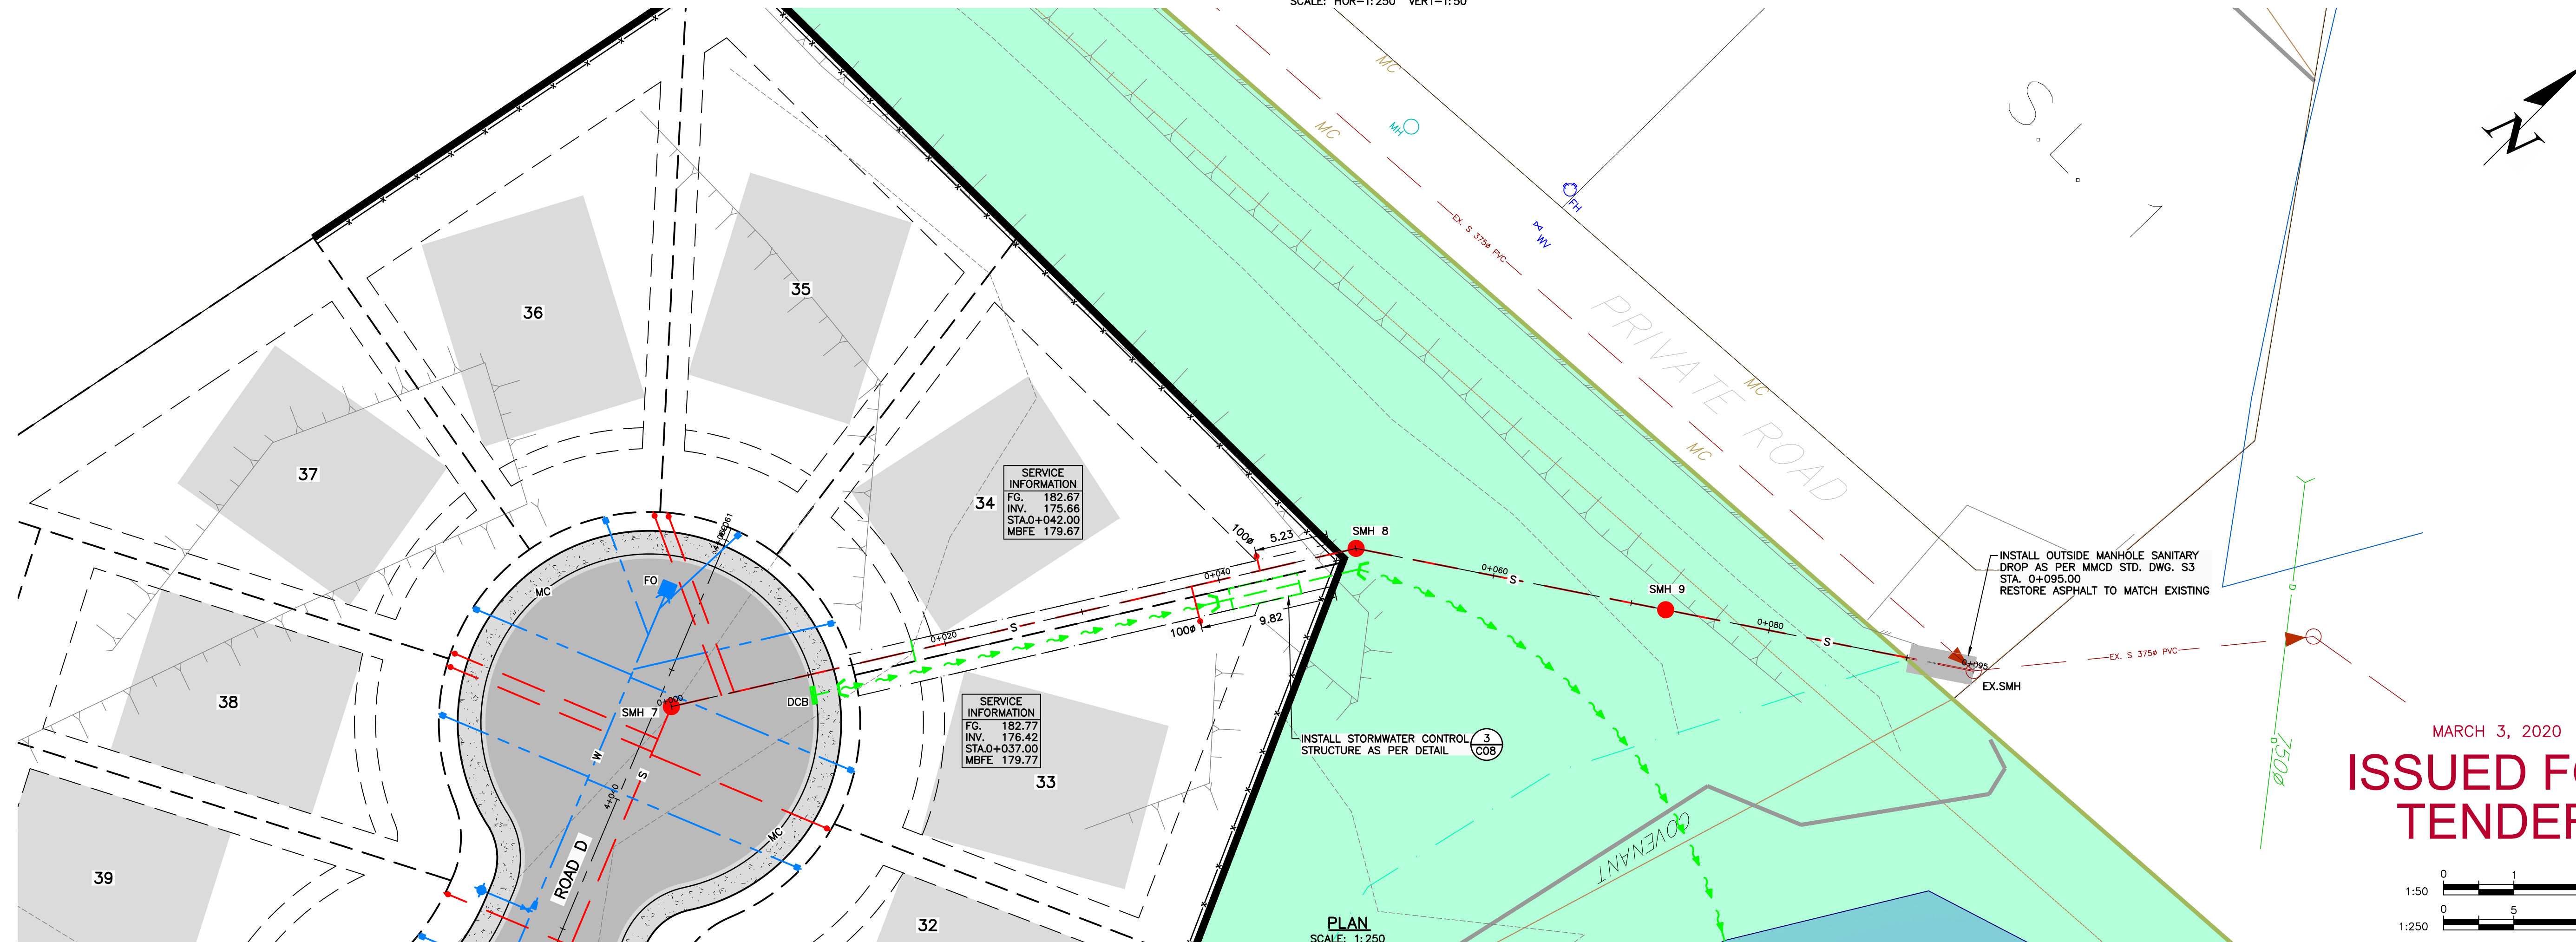 SCALE: HOR-1:250 VERT-1:50
MC
MC
MH
FH
WV
EX. S 375ø PVC
PRIVATE ROAD
MC
MC
S.L. 1
N
35
36
37
34
38
39
33
32
SERVICE
INFORMATION
FG. 182.67
INV. 175.66
STA.0+042.00
MBFE 179.67
SERVICE
INFORMATION
FG. 182.77
INV. 176.42
STA.0+037.00
MBFE 179.77
100ø
5.23
SMH 8
0+040
0+060
S
SMH 9
0+080
S
0+095
EX.SMH
INSTALL OUTSIDE MANHOLE SANITARY
DROP AS PER MMCD STD. DWG. S3
STA. 0+095.00
RESTORE ASPHALT TO MATCH EXISTING
EX. S 375ø PVC
D
D
750ø
FO
MC
SMH 7
0+000
DCB
0+020
S
100ø
9.82
INSTALL STORMWATER CONTROL
STRUCTURE AS PER DETAIL
3
C08
W
S
4+040
MC
ROAD D
COVENANT
PLAN
SCALE: 1:250
MARCH 3, 2020
ISSUED FO
TENDER
0 1
1:50
0 5
1:250